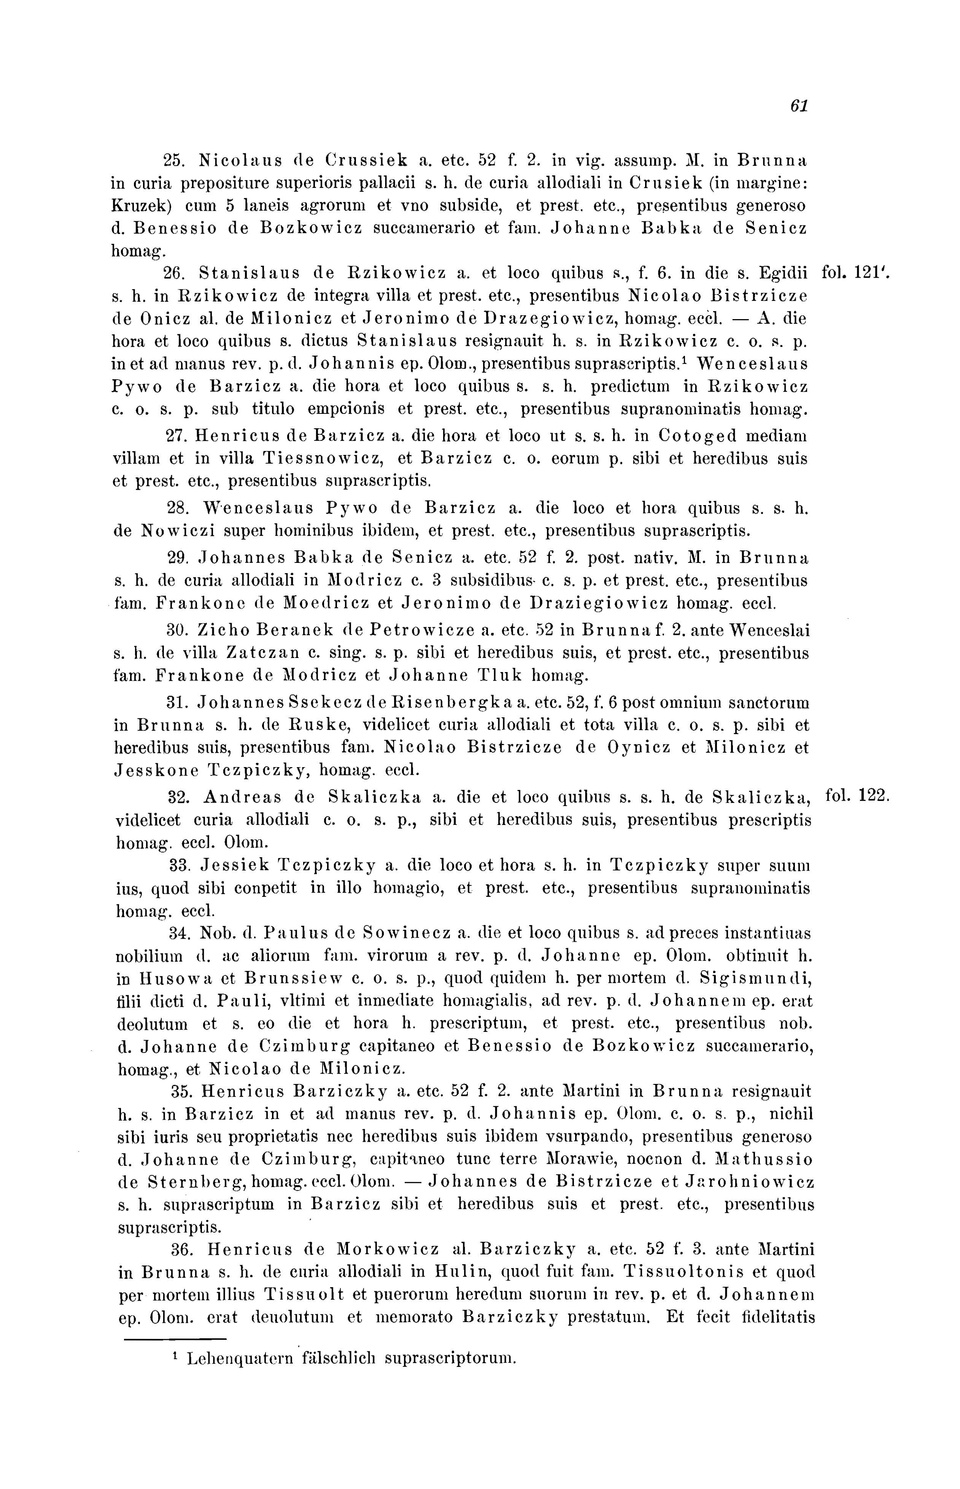 61
25. Nicolaus de Crussiek a. etc. 52 f. 2. in vig. assump. M. in Brunna
in curia prepositure superioris pallacii s. h. de curia allodiali in Crusiek (in margine:
Kruzek) cum 5 laneis agrorum et vno subside, et prest. etc., presentibus generoso
d. Benessio de Bozkowicz succamerario et fam. Johanne Babka de Senicz
homag.
26. Stanislaus de Rzikowicz a. et loco quibus s., f. 6. in die s. Egidii fol. 121'.
s. h. in Rzikowicz de integra villa et prest. etc., presentibus Nicolao Bistrzicze
de Onicz al. de Milonicz et Jeronimo de Drazegiowicz, homag. eccl. — A. die
hora et loco quibus s. dictus Stanislaus resignauit h. s. in Rzikowicz c. o. s. p.
in et ad manus rev. p. d. Johannis ep. Olom., presentibus suprascriptis.¹ Wenceslaus
Pywo de Barzicz a. die hora et loco quibus s. s. h. predictum in Rzikowicz
c. o. s. p. sub titulo empcionis et prest. etc., presentibus supranominatis homag.
27. Henricus de Barzicz a. die hora et loco ut s. s. h. in Cotoged mediam
villam et in villa Tiessnowicz, et Barzicz c. o. eorum p. sibi et heredibus suis
et prest. etc., presentibus suprascriptis.
28. Wenceslaus Pywo de Barzicz a. die loco et hora quibus s. s. h.
de Nowiczi super hominibus ibidem, et prest. etc., presentibus suprascriptis.
29. Johannes Babka de Senicz a. etc. 52 f. 2. post. nativ. M. in Brunna
s. h. de curia allodiali in Modricz c. 3 subsidibus c. s. p. et prest. etc., presentibus
fam. Frankone de Moedricz et Jeronimo de Draziegiowicz homag. eccl.
30. Zicho Beranek de Petrowicze a. etc. 52 in Brunna f. 2. ante Wenceslai
s. h. de villa Zatczan c. sing. s. p. sibi et heredibus suis, et prest. etc., presentibus
fam. Frankone de Modricz et Johanne Tluk homag.
31. Johannes Ssekecz de Risenbergka a. etc. 52, f. 6 post omnium sanctorum
in Brunna s. h. de Ruske, videlicet curia allodiali et tota villa c. o. s. p. sibi et
heredibus suis, presentibus fam. Nicolao Bistrzicze de Oynicz et Milonicz et
Jesskone Tczpiczky, homag. eccl.
32. Andreas de Skaliczka a. die et loco quibus s. s. h. de Skaliczka, fol. 122.
videlicet curia allodiali c. o. s. p., sibi et heredibus suis, presentibus prescriptis
homag. eccl. Olom.
33. Jessiek Tczpiczky a. die loco et hora s. h. in Tczpiczky super suum
ius, quod sibi conpetit in illo homagio, et prest. etc., presentibus supranominatis
homag. eccl.
34. Nob. d. Paulus de Sowinecz a. die et loco quibus s. ad preces instantiuas
nobilium d. ac aliorum fam. virorum a rev. p. d. Johanne ep. Olom. obtinuit h.
in Husowa et Brunssiew c. o. s. p., quod quidem h. per mortem d. Sigismundi,
filii dicti d. Pauli, vltimi et inmediate homagialis, ad rev. p. d. Johannem ep. erat
deolutum et s. eo die et hora h. prescriptum, et prest. etc., presentibus nob.
d. Johanne de Czimburg capitaneo et Benessio de Bozkowicz succamerario,
homag., et Nicolao de Milonicz.
35. Henricus Barziczky a. etc. 52 f. 2. ante Martini in Brunna resignauit
h. s. in Barzicz in et ad manus rev. p. d. Johannis ep. Olom. c. o. s. p., nichil
sibi iuris seu proprietatis nec heredibus suis ibidem vsurpando, presentibus generoso
d. Johanne de Czimburg, capitaneo tunc terre Morawie, necnon d. Mathussio
de Sternberg, homag. eccl. Olom. — Johannes de Bistrzicze et Jarohniowicz
s. h. suprascriptum in Barzicz sibi et heredibus suis et prest. etc., presentibus
suprascriptis.
36. Henricus de Morkowicz al. Barziczky a. etc. 52 f. 3. ante Martini
in Brunna s. h. de curia allodiali in Hulin, quod fuit fam. Tissuoltonis et quod
per mortem illius Tissuolt et puerorum heredum suorum in rev. p. et d. Johannem
ep. Olom. erat deuolutum et memorato Barziczky prestatum. Et fecit fidelitatis
¹ Lehenquatern fälschlich suprascriptorum.